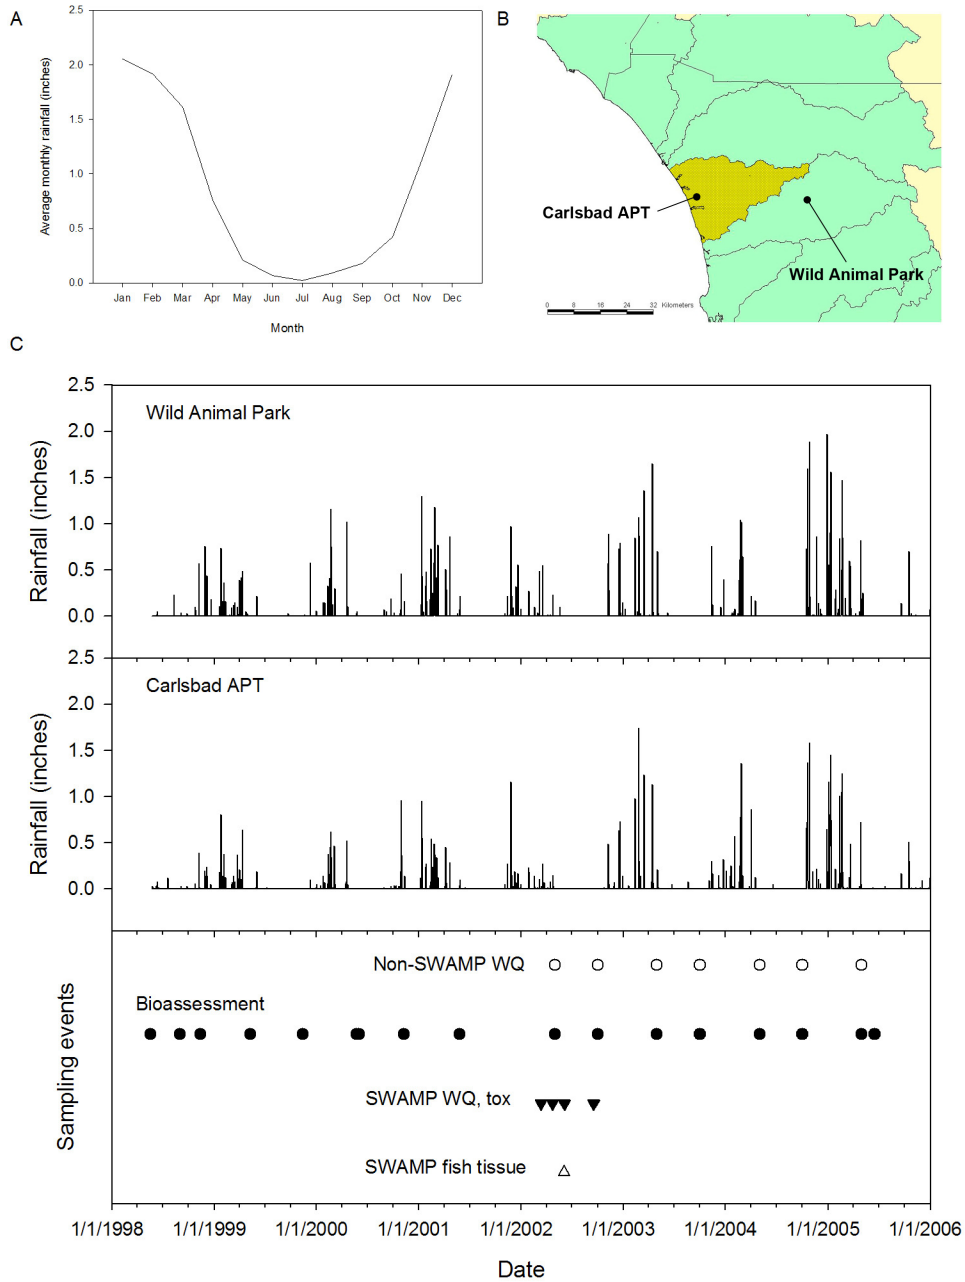 A
2.5
2.0
1.5
1.0
0.5
0.0
Average monthly rainfall (inches)
Jan Feb Mar Apr May Jun Jul Aug Sep Oct Nov Dec
Month
B
Carlsbad APT
Wild Animal Park
0 8 16 24 32 Kilometers
C
2.5
2.0
1.5
1.0
0.5
0.0
Rainfall (inches)
Wild Animal Park
2.5
2.0
1.5
1.0
0.5
0.0
Rainfall (inches)
Carlsbad APT
Sampling events
Non-SWAMP WQ
Bioassessment
SWAMP WQ, tox
SWAMP fish tissue
1/1/1998 1/1/1999 1/1/2000 1/1/2001 1/1/2002 1/1/2003 1/1/2004 1/1/2005 1/1/2006
Date